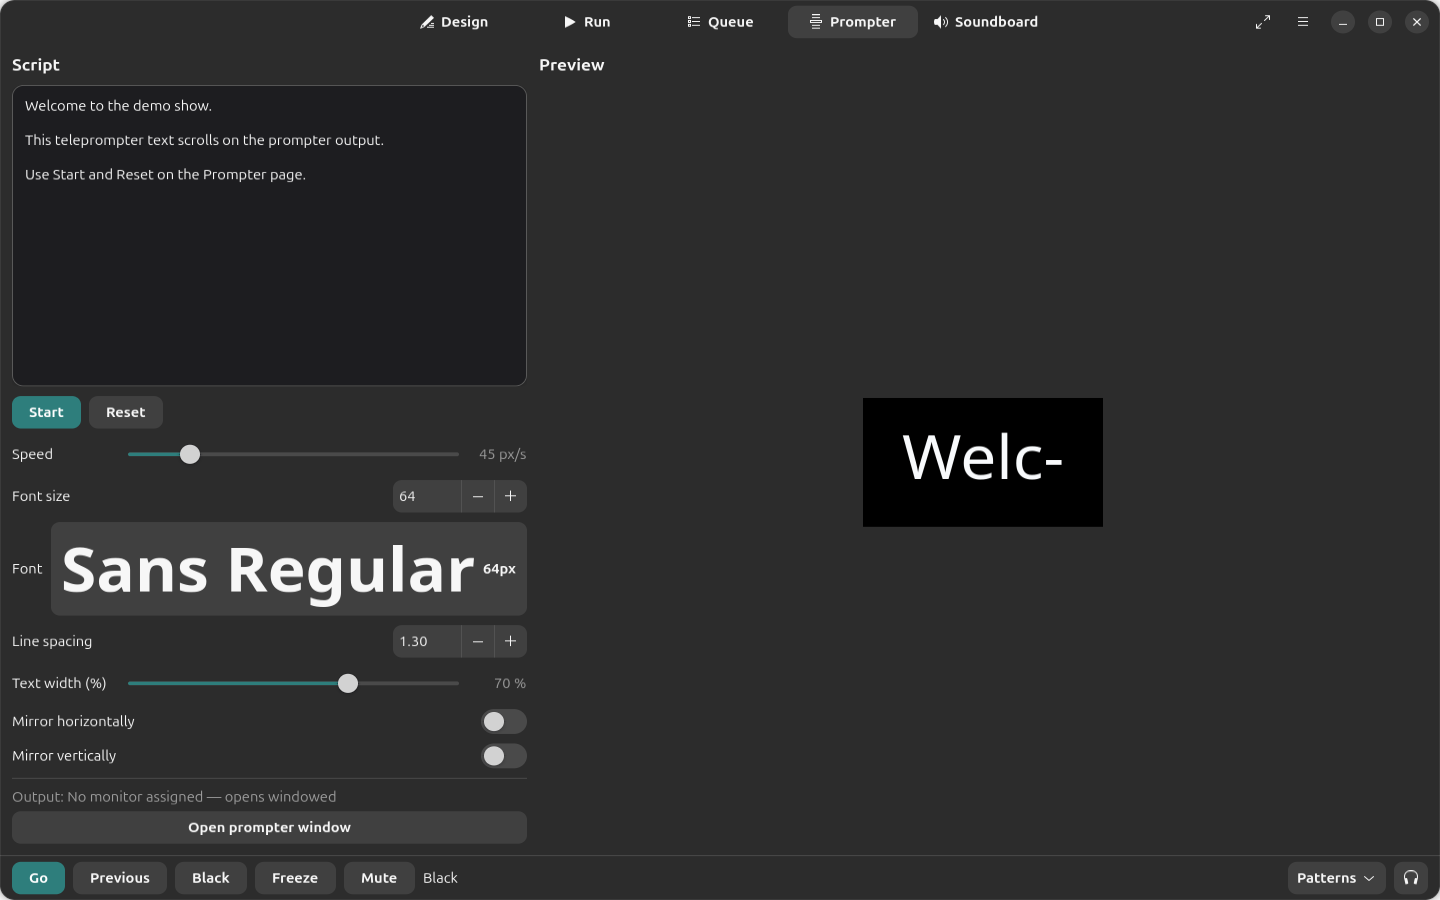 Design
Run
Queue
Prompter
Soundboard
Script
Preview
Welcome to the demo show.
This teleprompter text scrolls on the prompter output.
Use Start and Reset on the Prompter page.
Start
Reset
Speed
45 px/s
Font size
64
Font
Sans Regular 64px
Line spacing
1.30
Text width (%)
70 %
Mirror horizontally
Mirror vertically
Output: No monitor assigned — opens windowed
Open prompter window
Welc-
Go
Previous
Black
Freeze
Mute
Black
Patterns